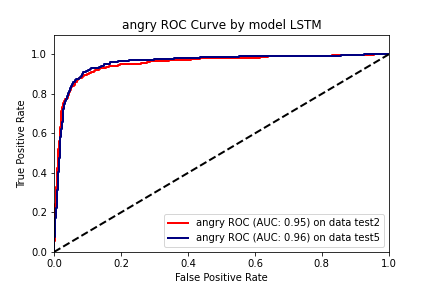 angry ROC Curve by model LSTM
True Positive Rate
1.0
0.8
0.6
0.4
0.2
0.0
angry ROC (AUC: 0.95) on data test2
angry ROC (AUC: 0.96) on data test5
0.0 0.2 0.4 0.6 0.8 1.0
False Positive Rate